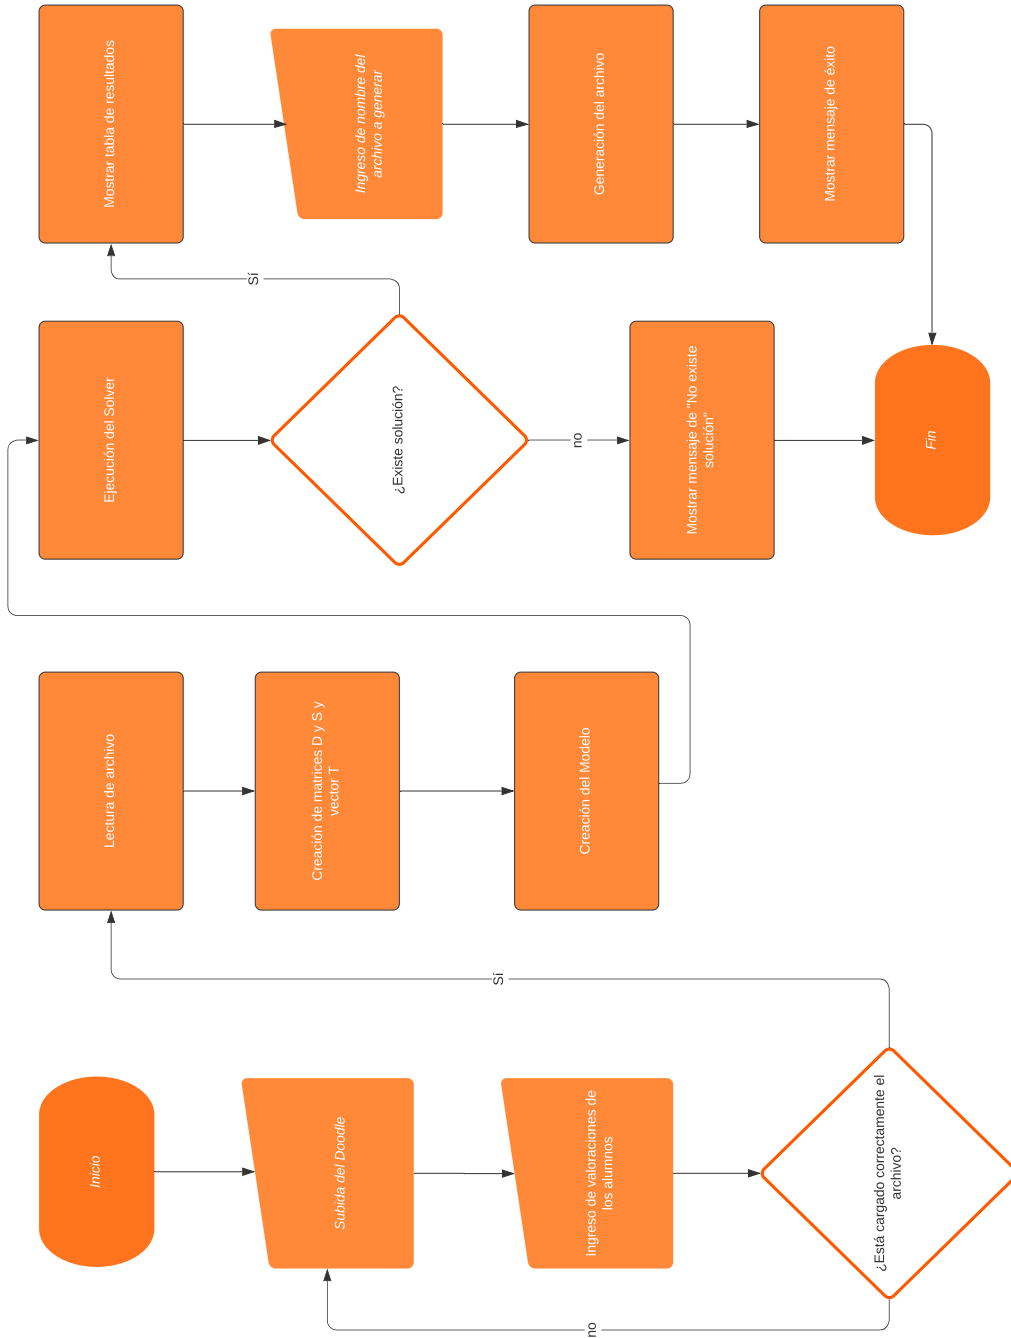 Inicio
Subida del Doodle
Ingreso de valoraciones de
los alumnos
¿Está cargado correctamente el
archivo?
no
Sí
Lectura de archivo
Creación de matrices D y S y
vector T
Creación del Modelo
Ejecución del Solver
¿Existe solución?
no
Mostrar mensaje de "No existe
solución"
Sí
Mostrar tabla de resultados
Ingreso de nombre del
archivo a generar
Generación del archivo
Mostrar mensaje de éxito
Fin